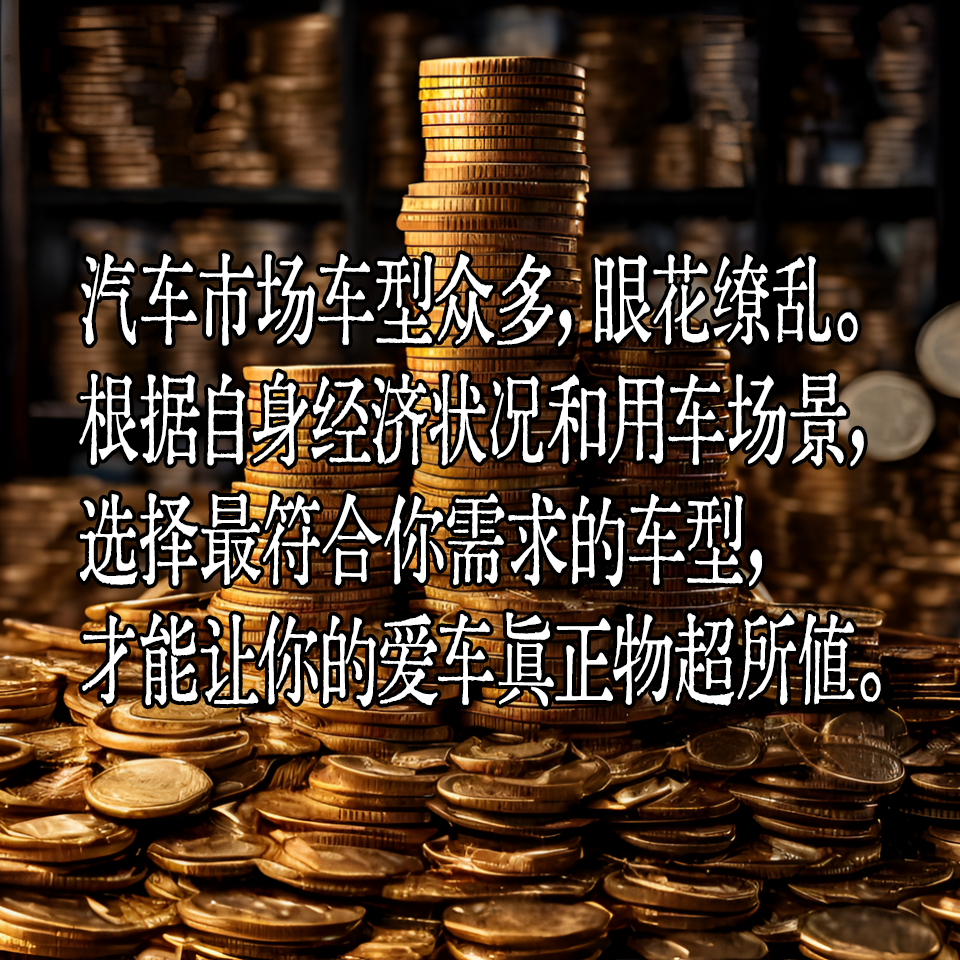 汽车市场车型众多,眼花缭乱。
根据自身经济状况和用车场景,
选择最符合你需求的车型,
才能让你的爱车真正物超所值。